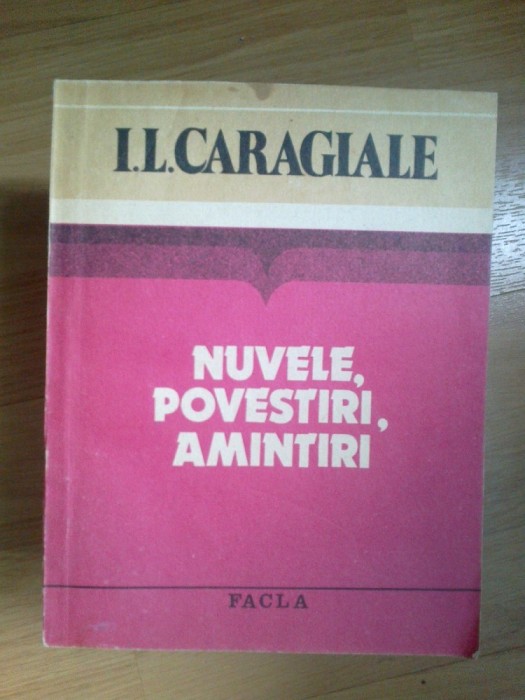 I.L.CARAGIALE
NUVELE,
POVESTIRI,
AMINTIRI
FACLA